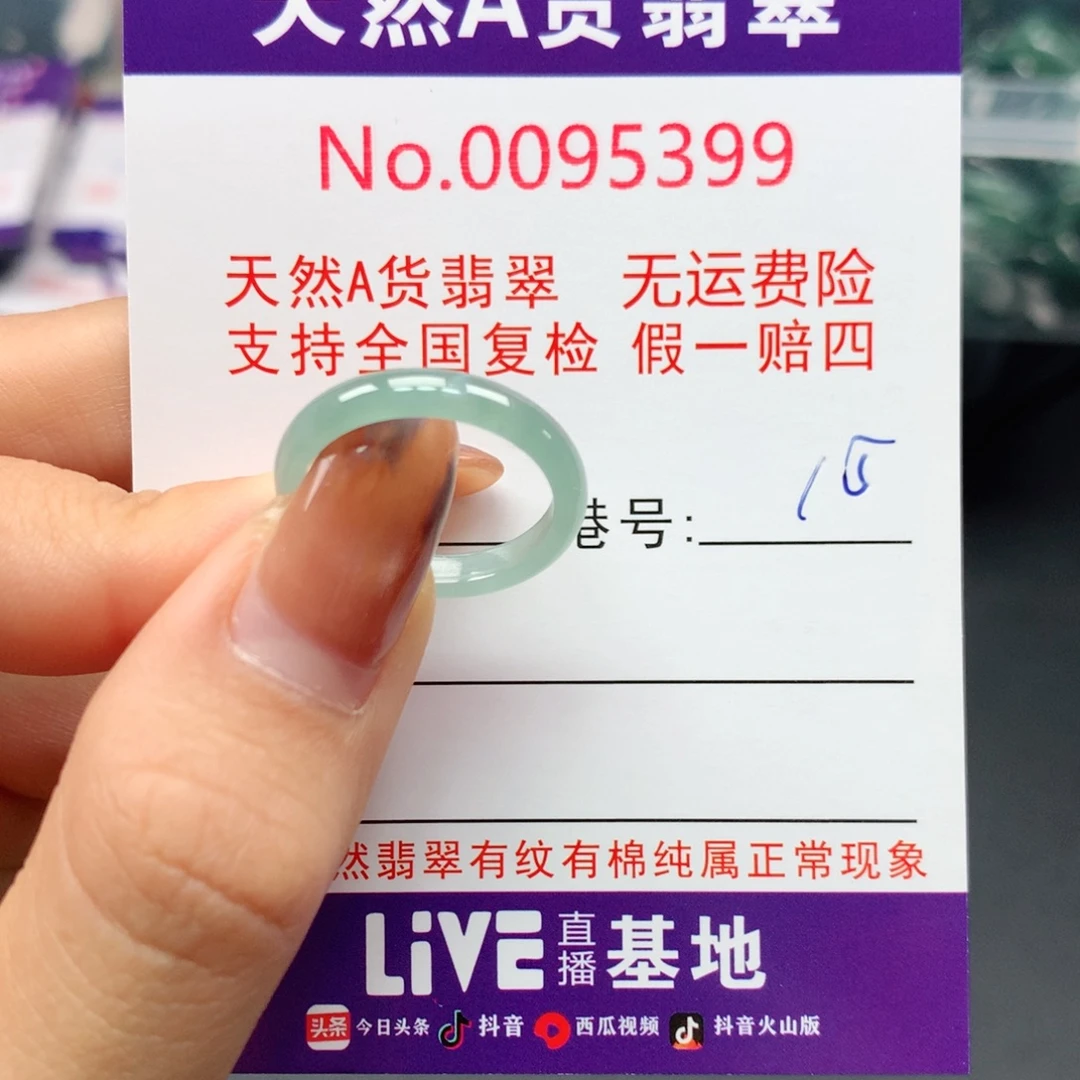 天然A货翡翠
No.0095399
天然A货翡翠 无运费险
支持全国复检 假一赔四
港号: 15
然翡翠有纹有棉纯属正常现象
LiVE 直播 基地
头条 今日头条 抖音 西瓜视频 抖音火山版